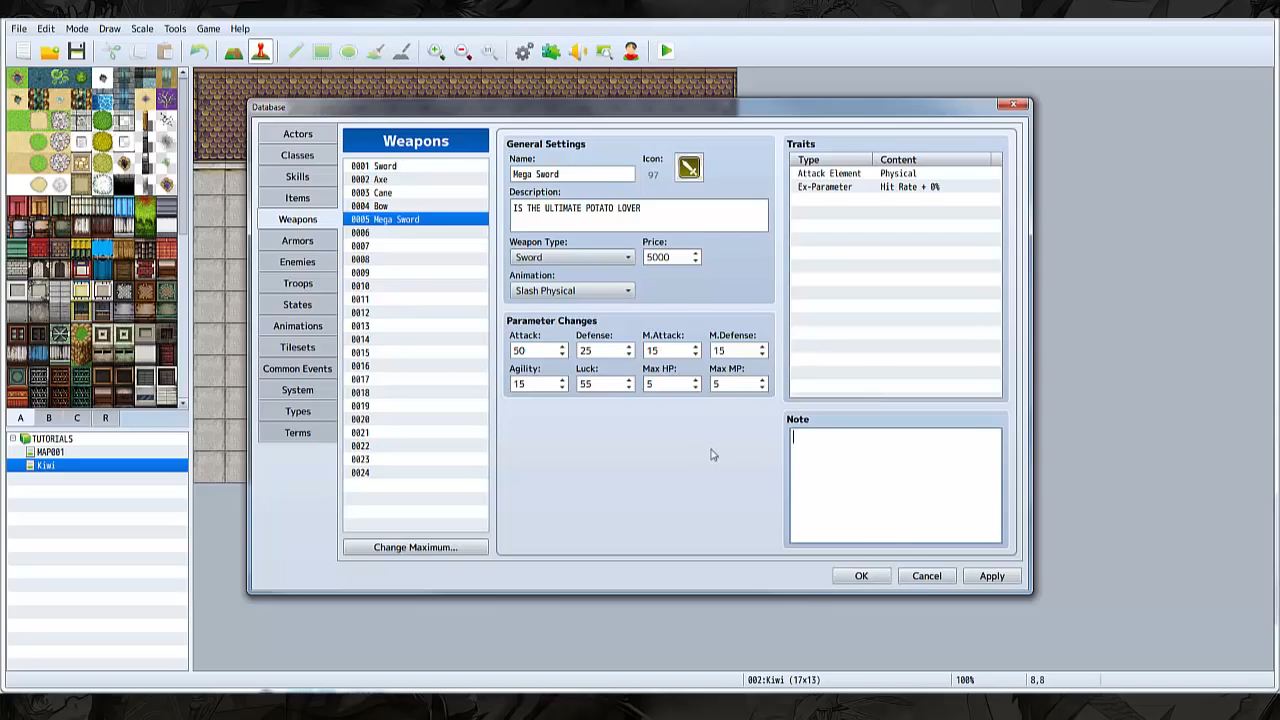 File Edit Mode Draw Scale Tools Game Help
Database
Actors
Classes
Skills
Items
Weapons
Armors
Enemies
Troops
States
Animations
Tilesets
Common Events
System
Types
Terms
Weapons
0001 Sword
0002 Axe
0003 Cane
0004 Bow
0005 Mega Sword
0006
0007
0008
0009
0010
0011
0012
0013
0014
0015
0016
0017
0018
0019
0020
0021
0022
0023
0024
Change Maximum...
General Settings
Name: Icon:
Mega Sword 97
Description:
IS THE ULTIMATE POTATO LOVER
Weapon Type: Price:
Sword 5000
Animation:
Slash Physical
Parameter Changes
Attack: Defense: M.Attack: M.Defense:
50 25 15 15
Agility: Luck: Max HP: Max MP:
15 55 5 5
Traits
Type Content
Attack Element Physical
Ex-Parameter Hit Rate + 0%
Note
OK Cancel Apply
A B C R
TUTORIALS
MAP001
Kiwi
002:Kiwi (17x13) 100% 8,8